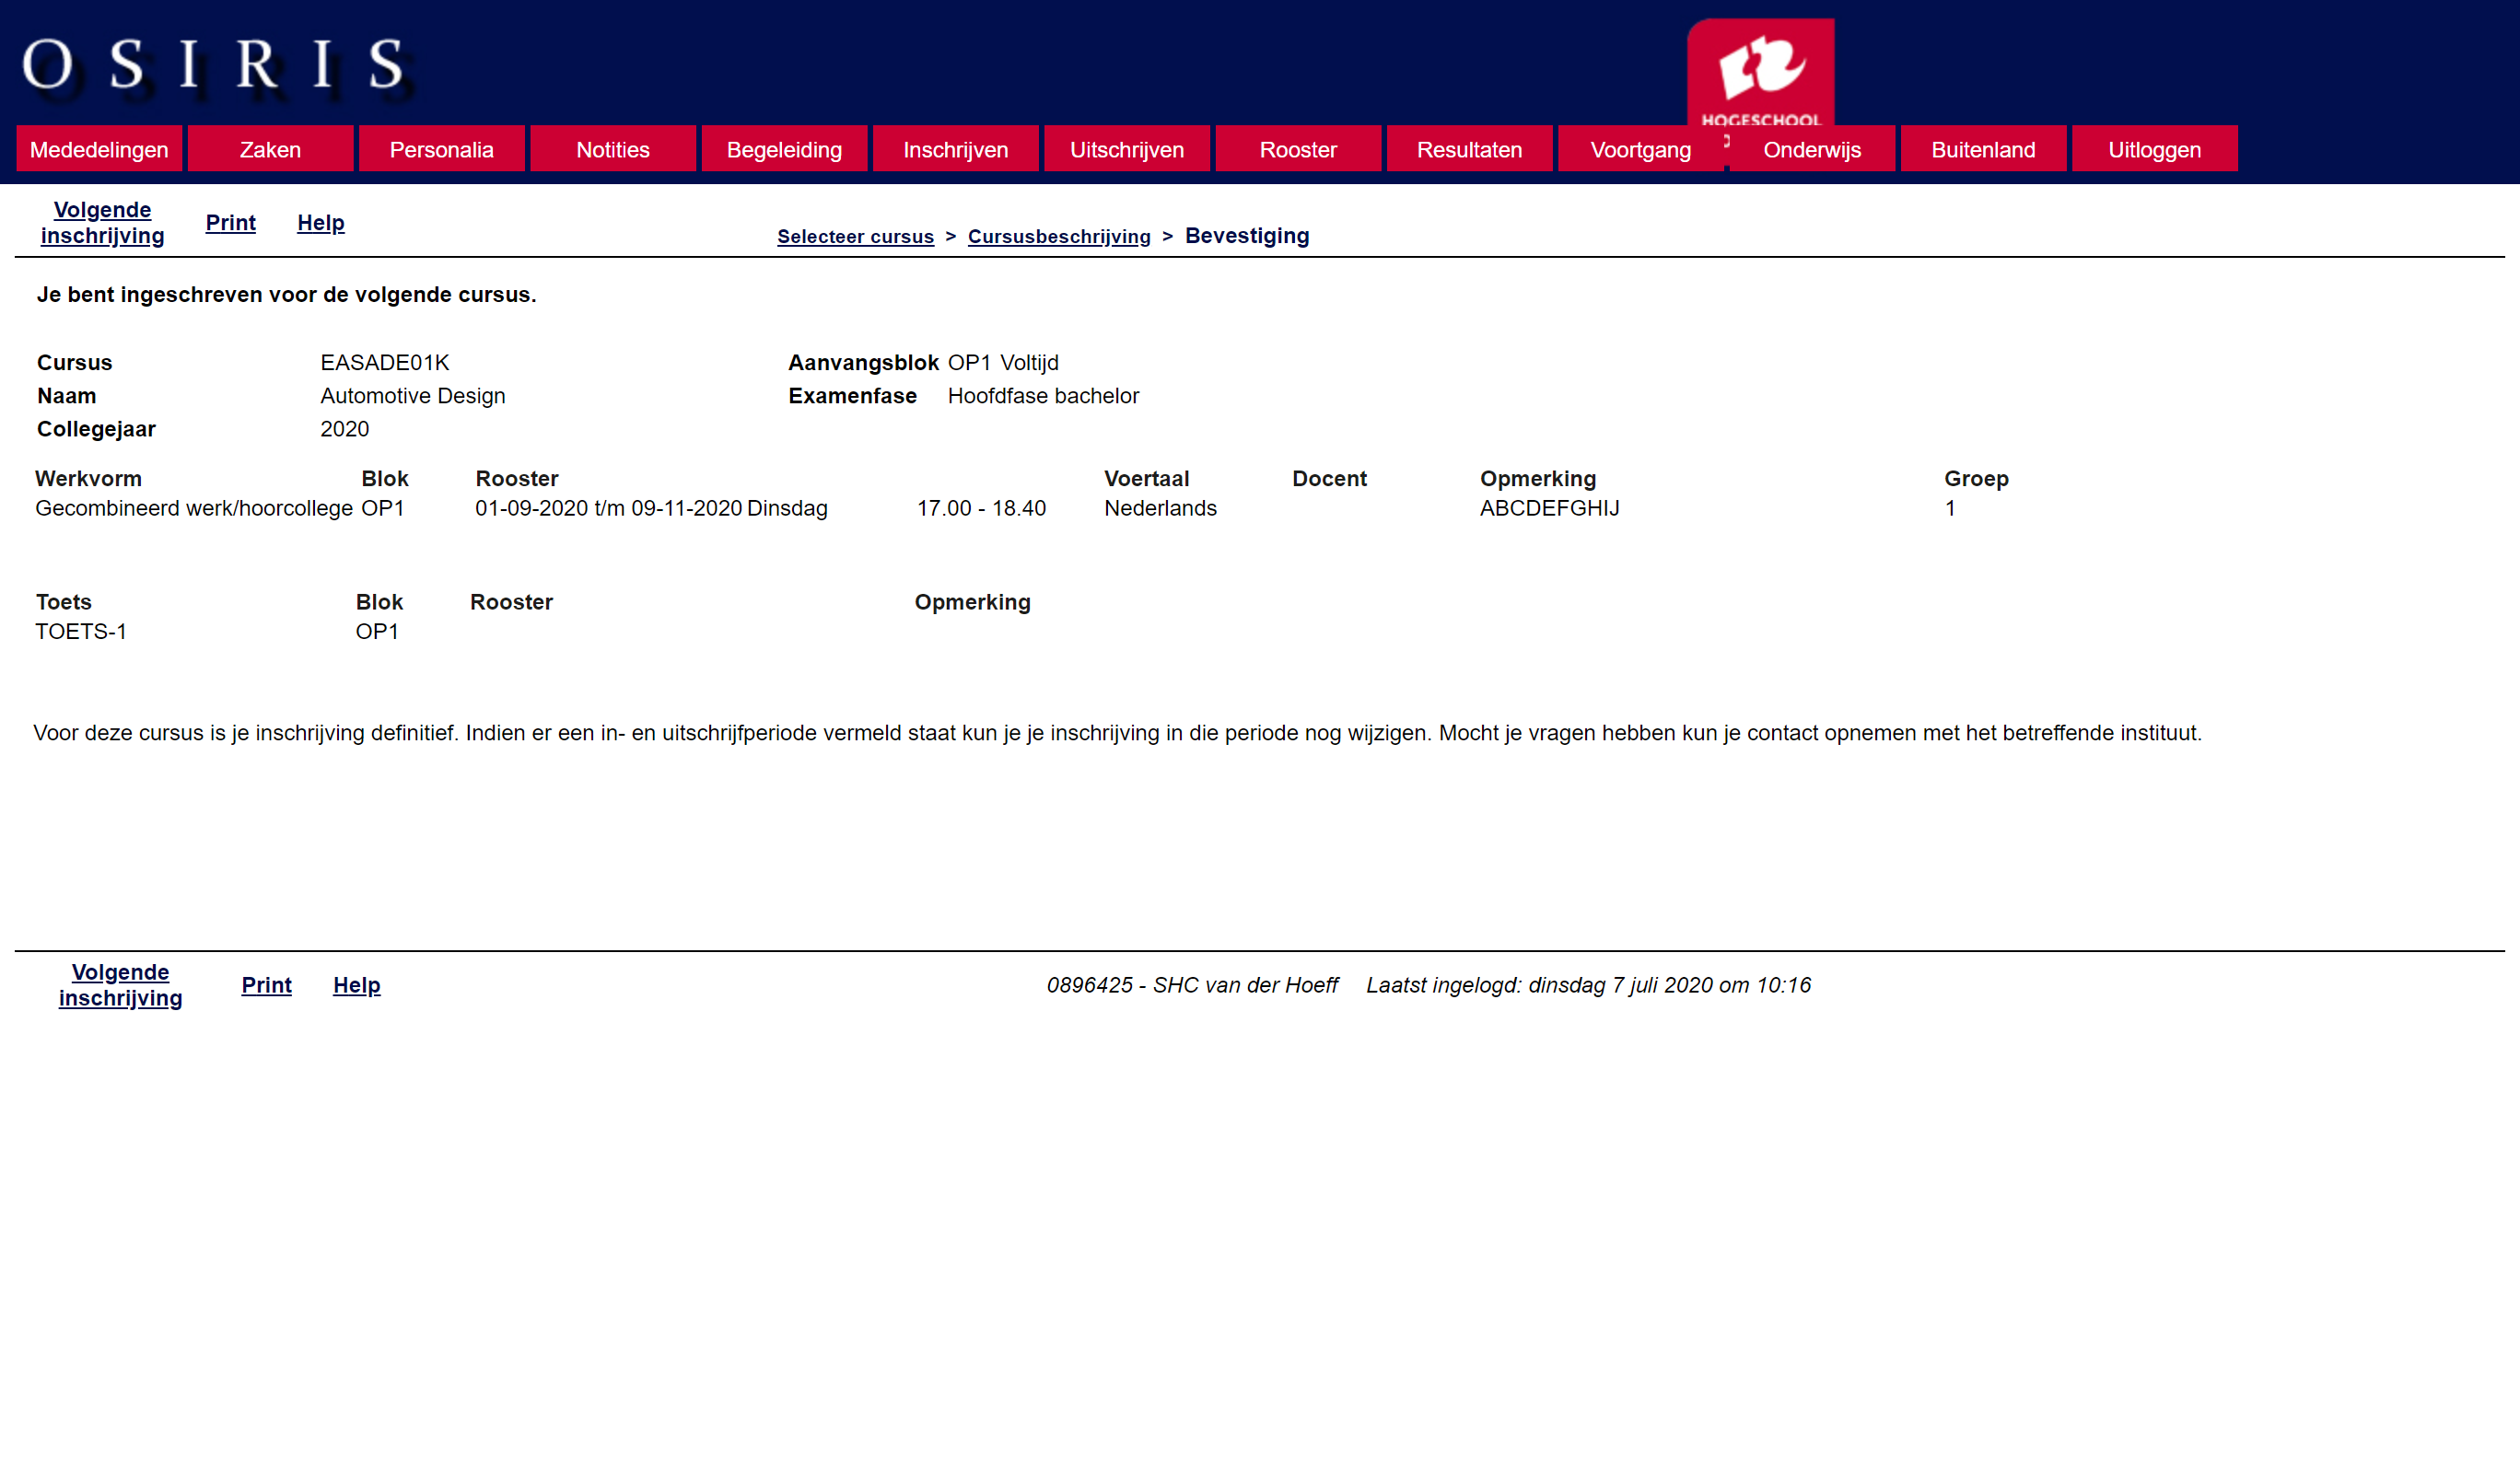 OSIRIS
HOGESCHOOL
Mededelingen Zaken Personalia Notities Begeleiding Inschrijven Uitschrijven Rooster Resultaten Voortgang Onderwijs Buitenland Uitloggen
Volgende
inschrijving Print Help
Selecteer cursus > Cursusbeschrijving > Bevestiging
Je bent ingeschreven voor de volgende cursus.
Cursus EASADE01K Aanvangsblok OP1 Voltijd
Naam Automotive Design Examenfase Hoofdfase bachelor
Collegejaar 2020
Werkvorm Blok Rooster Voertaal Docent Opmerking Groep
Gecombineerd werk/hoorcollege OP1 01-09-2020 t/m 09-11-2020 Dinsdag 17.00 - 18.40 Nederlands ABCDEFGHIJ 1
Toets Blok Rooster Opmerking
TOETS-1 OP1
Voor deze cursus is je inschrijving definitief. Indien er een in- en uitschrijfperiode vermeld staat kun je je inschrijving in die periode nog wijzigen. Mocht je vragen hebben kun je contact opnemen met het betreffende instituut.
Volgende
inschrijving Print Help
0896425 - SHC van der Hoeff Laatst ingelogd: dinsdag 7 juli 2020 om 10:16